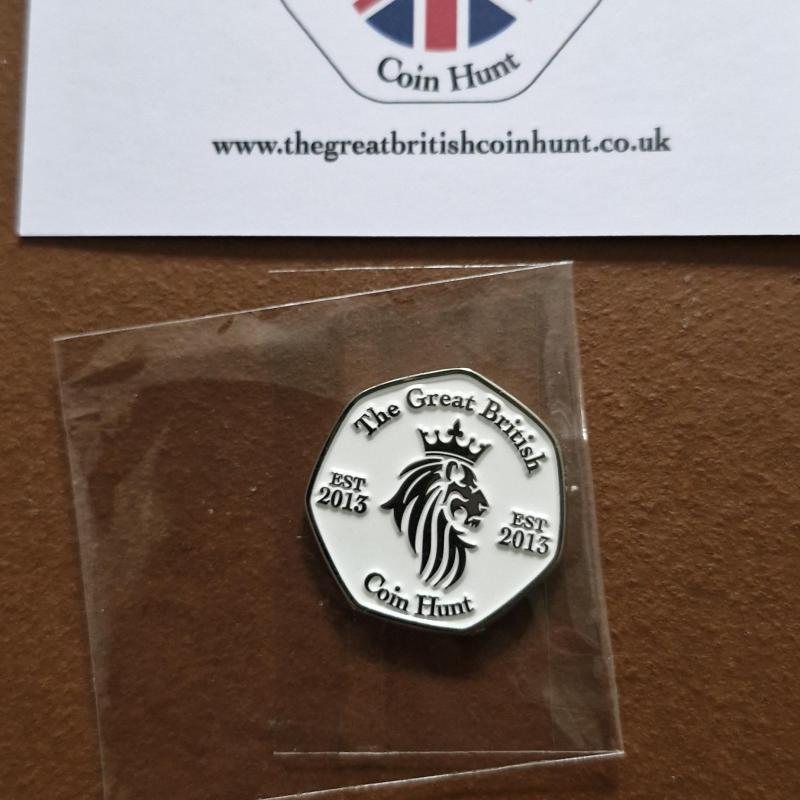 Coin Hunt
www.thegreatbritishcoinhunt.co.uk
The Great British
EST
2013
EST
2013
Coin Hunt